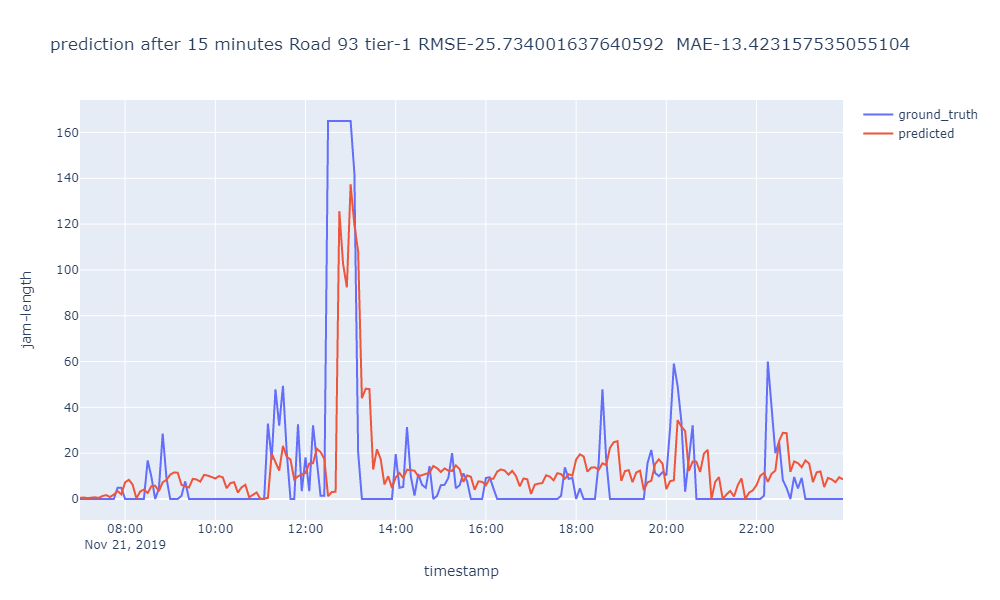 prediction after 15 minutes Road 93 tier-1 RMSE-25.734001637640592  MAE-13.423157535055104
ground_truth
predicted
jam-length
160
140
120
100
80
60
40
20
0
08:00 10:00 12:00 14:00 16:00 18:00 20:00 22:00
Nov 21, 2019
timestamp